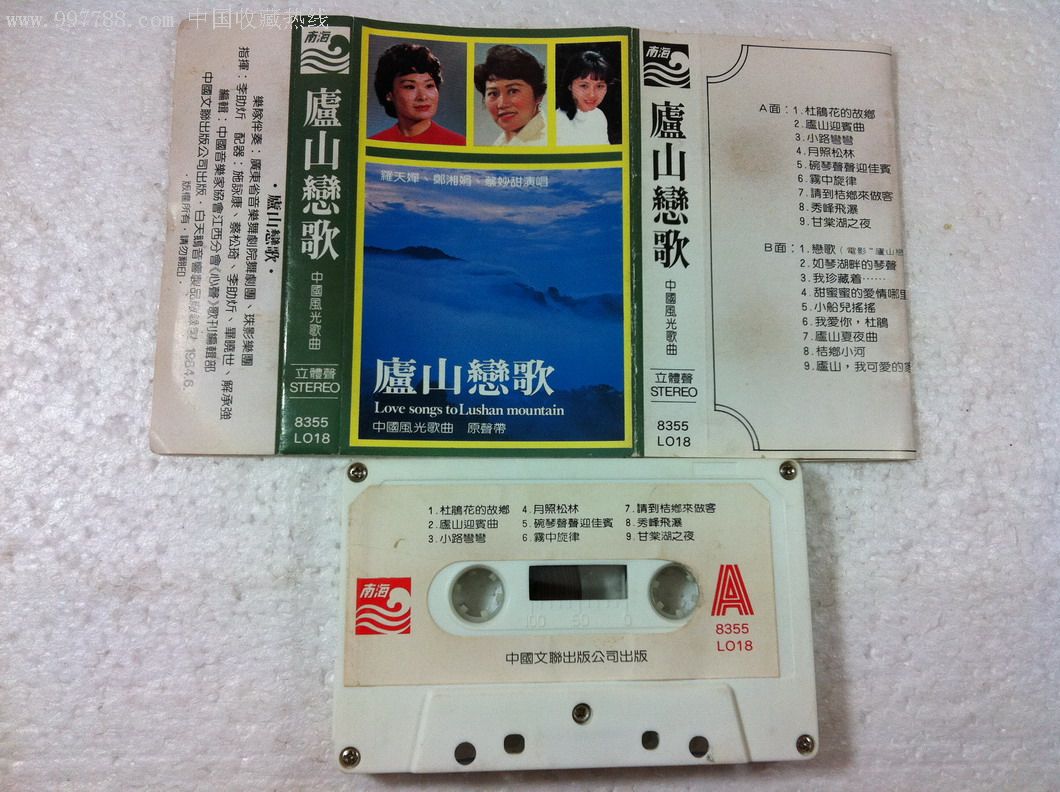 www.997788.com 中国收藏热线
·廬山戀歌·
樂隊伴奏：廣東省音樂舞劇院舞劇團、珠影樂團
指揮：李助炘 配器：施詠康、蔡松琦、李助炘、畢曉世、解承強
編輯：中國音樂家協會江西分會《心聲》歌刊編輯部
中國文聯出版公司出版·白天鵝音響製品版錄製 1984.6.
·版權所有·請勿翻印·
南海
廬山戀歌
中國風光歌曲
立體聲
STEREO
8355
L018
羅天嬋、鄭湘娟、蔡妙甜演唱
廬山戀歌
Love songs to Lushan mountain
中國風光歌曲 原聲帶
南海
廬山戀歌
中國風光歌曲
立體聲
STEREO
8355
L018
A面：1.杜鵑花的故鄉
2.廬山迎賓曲
3.小路彎彎
4.月照松林
5.碗琴聲聲迎佳賓
6.霧中旋律
7.請到桔鄉來做客
8.秀峰飛瀑
9.甘棠湖之夜
B面：1.戀歌（電影"廬山戀
2.如琴湖畔的琴聲
3.我珍藏着……
4.甜蜜蜜的愛情哪里
5.小船兒搖搖
6.我愛你，杜鵑
7.廬山夏夜曲
8.桔鄉小河
9.廬山，我可愛的家
1.杜鵑花的故鄉 4.月照松林 7.請到桔鄉來做客
2.廬山迎賓曲 5.碗琴聲聲迎佳賓 8.秀峰飛瀑
3.小路彎彎 6.霧中旋律 9.甘棠湖之夜
南海
A
100 50 0
8355
L018
中國文聯出版公司出版